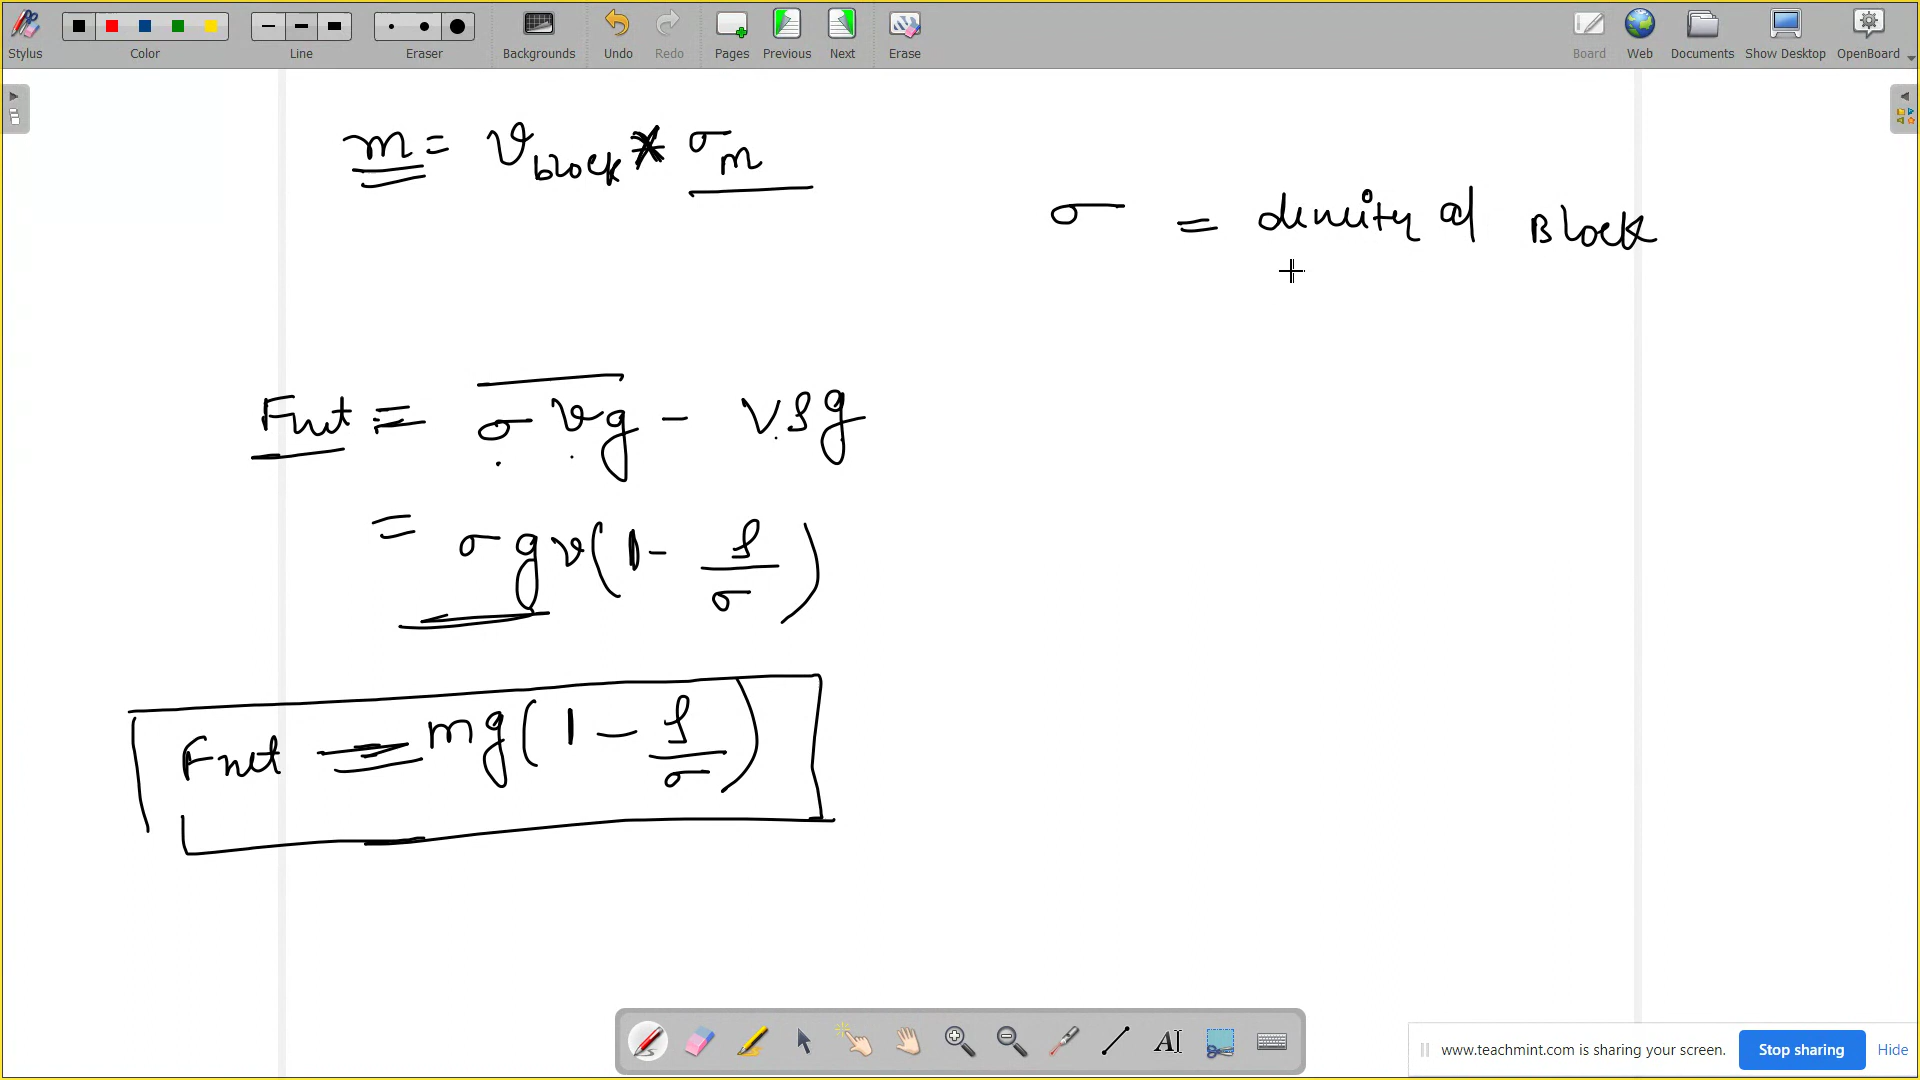 Stylus Color Line Eraser Backgrounds Undo Redo Pages Previous Next Erase Board Web Documents Show Desktop OpenBoard
m = V block * σm
σ = density of Block
Fnet = σVg - Vρg
= σgV(1 - ρ/σ)
Fnet = mg(1 - ρ/σ)
www.teachmint.com is sharing your screen. Stop sharing Hide